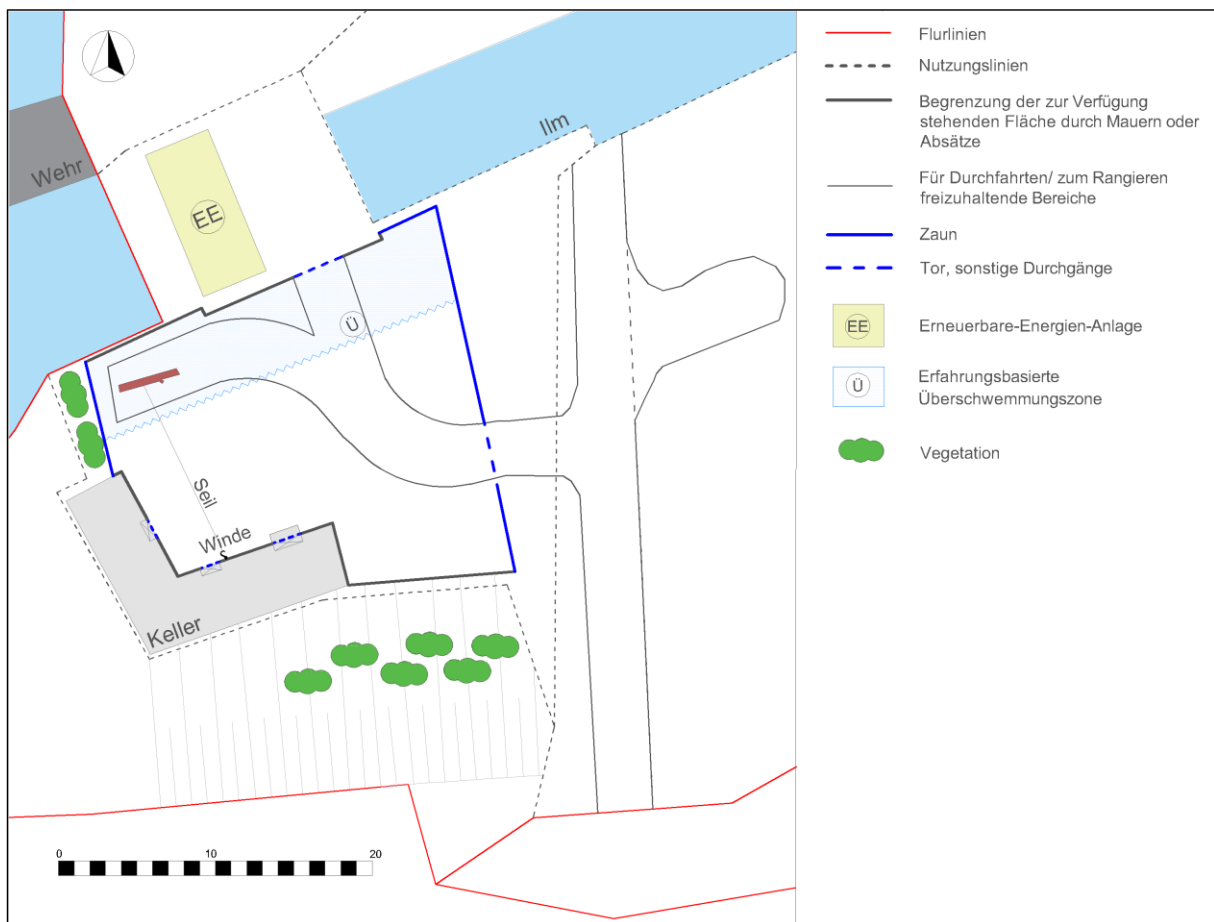 Ilm
Wehr
EE
Ü
Seil
Winde
Keller
0 10 20
Flurlinien
Nutzungslinien
Begrenzung der zur Verfügung
stehenden Fläche durch Mauern oder
Absätze
Für Durchfahrten/ zum Rangieren
freizuhaltende Bereiche
Zaun
Tor, sonstige Durchgänge
EE Erneuerbare-Energien-Anlage
Ü Erfahrungsbasierte
Überschwemmungszone
Vegetation